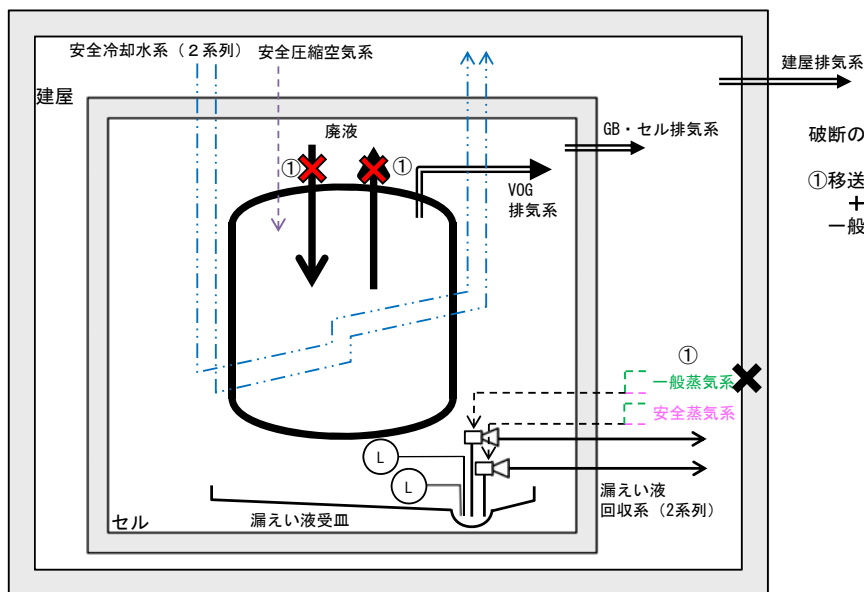 安全冷却水系（２系列）
安全圧縮空気系
建屋排気系
建屋
廃液
GB・セル排気系
破断の
①
①
VOG
排気系
①移送
＋
一般
①
一般蒸気系
安全蒸気系
L
L
漏えい液
回収系（2系列）
漏えい液受皿
セル